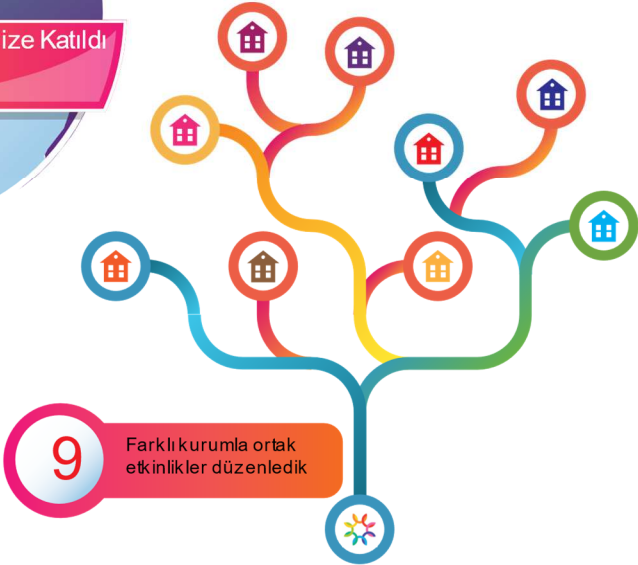 ize Katıldı
9
Farklı kurumla ortak
etkinlikler düzenledik